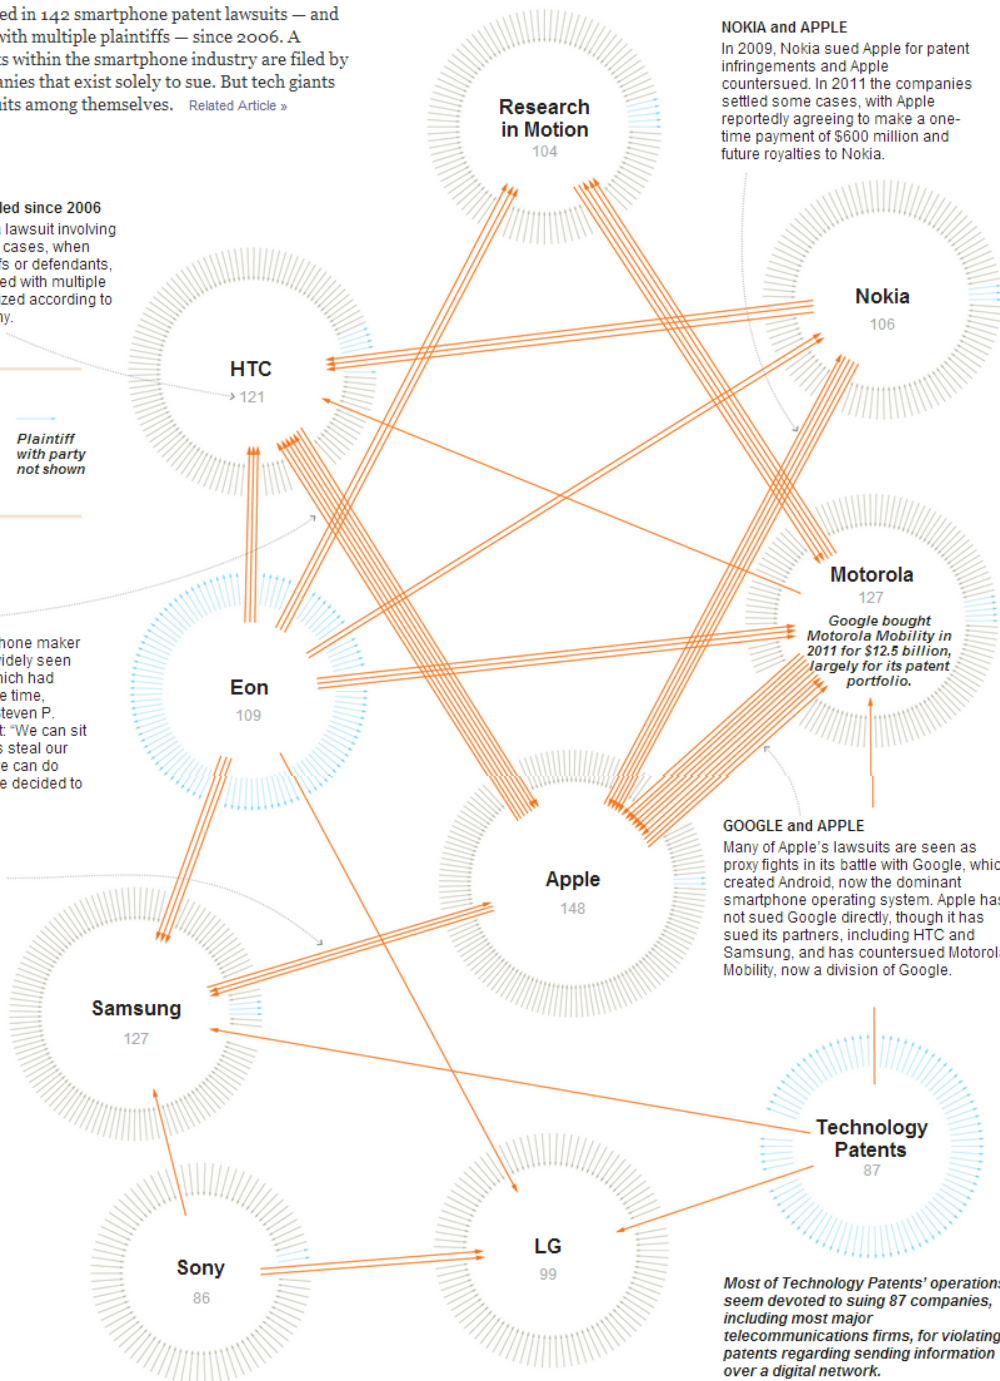 ed in 142 smartphone patent lawsuits — and
with multiple plaintiffs — since 2006. A
ts within the smartphone industry are filed by
anies that exist solely to sue. But tech giants
uits among themselves. Related Article »
NOKIA and APPLE
In 2009, Nokia sued Apple for patent
infringements and Apple
countersued. In 2011 the companies
settled some cases, with Apple
reportedly agreeing to make a one-
time payment of $600 million and
future royalties to Nokia.
Research
in Motion
104
led since 2006
a lawsuit involving
cases, when
fs or defendants,
ed with multiple
ized according to
ny.
Nokia
106
HTC
121
Plaintiff
with party
not shown
Motorola
127
Google bought
Motorola Mobility in
2011 for $12.5 billion,
largely for its patent
portfolio.
hone maker
videly seen
hich had
e time,
Steven P.
t: “We can sit
s steal our
e can do
e decided to
Eon
109
GOOGLE and APPLE
Many of Apple’s lawsuits are seen as
proxy fights in its battle with Google, whic
created Android, now the dominant
smartphone operating system. Apple has
not sued Google directly, though it has
sued its partners, including HTC and
Samsung, and has countersued Motorola
Mobility, now a division of Google.
Apple
148
Samsung
127
Technology
Patents
87
LG
99
Sony
86
Most of Technology Patents’ operations
seem devoted to suing 87 companies,
including most major
telecommunications firms, for violating
patents regarding sending information
over a digital network.